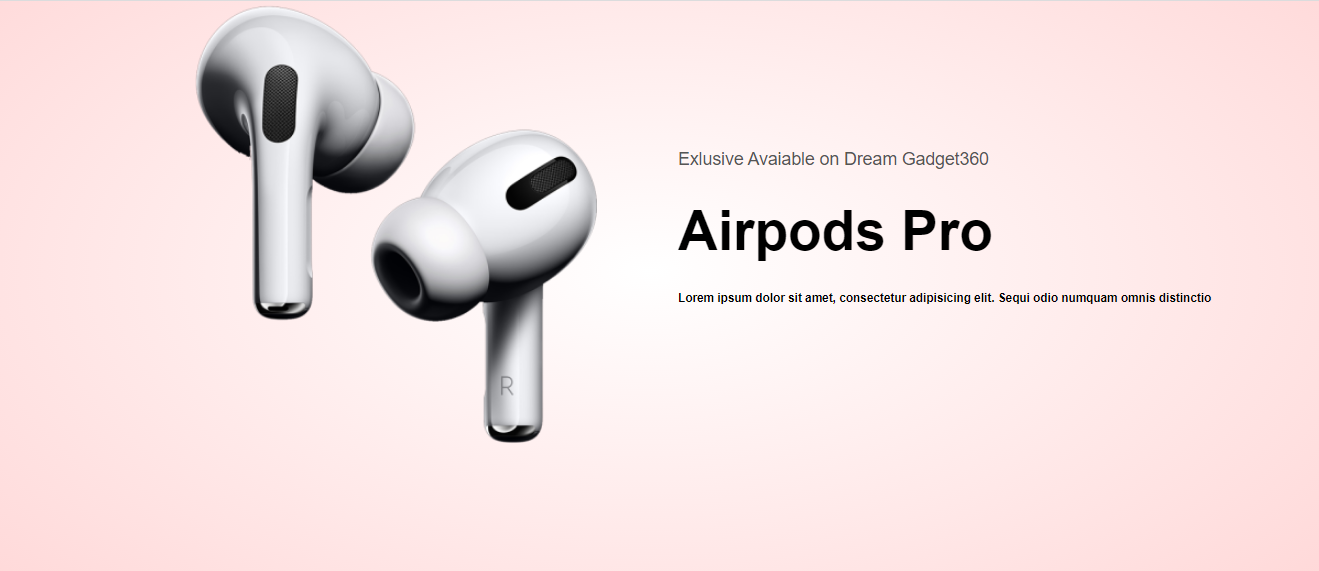 Exlusive Avaiable on Dream Gadget360
Airpods Pro
Lorem ipsum dolor sit amet, consectetur adipisicing elit. Sequi odio numquam omnis distinctio
R